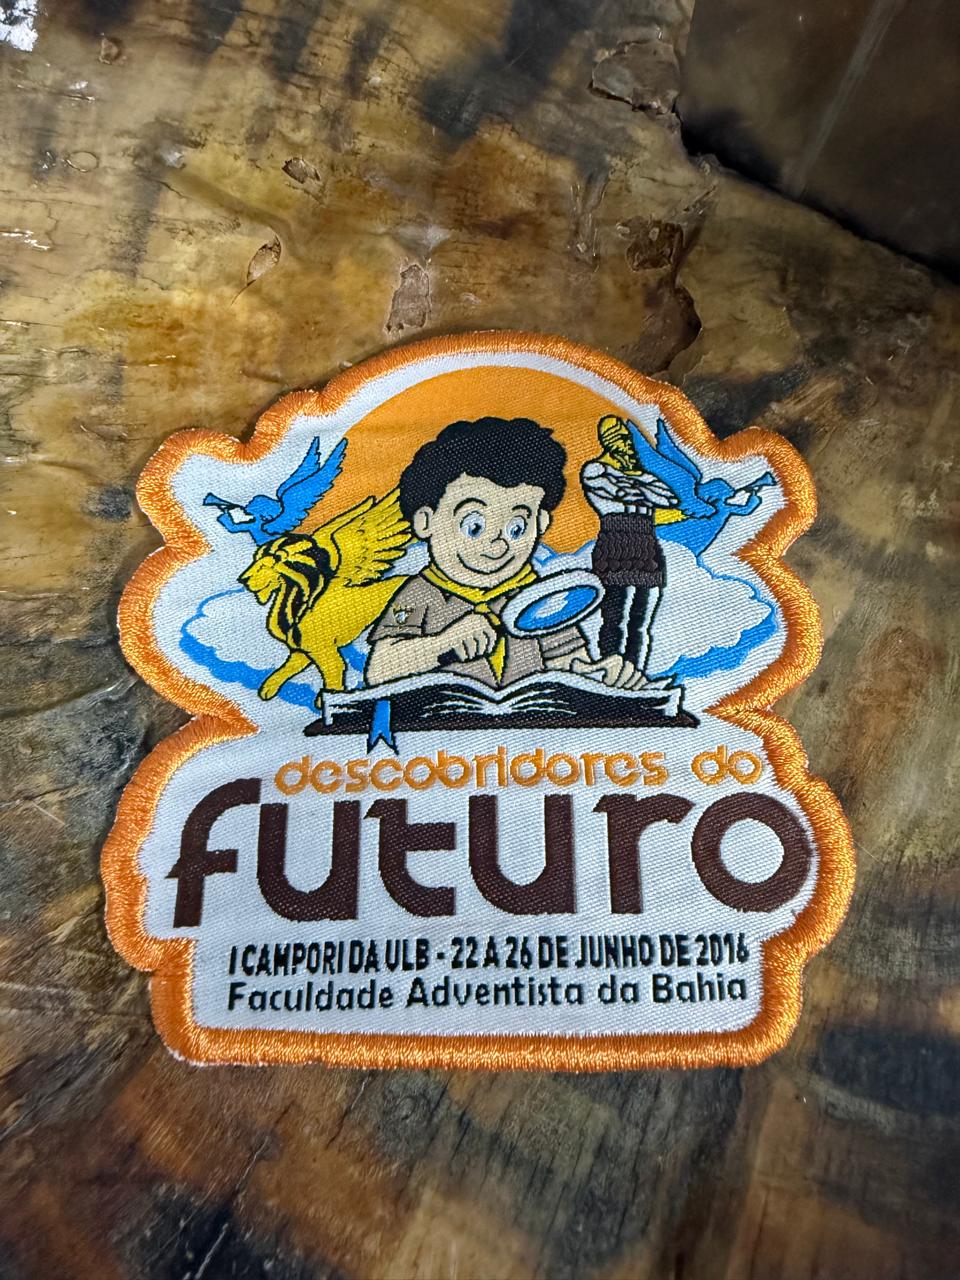 descobridores do
futuro
I CAMPORI DA ULB - 22 A 26 DE JUNHO DE 2016
Faculdade Adventista da Bahia